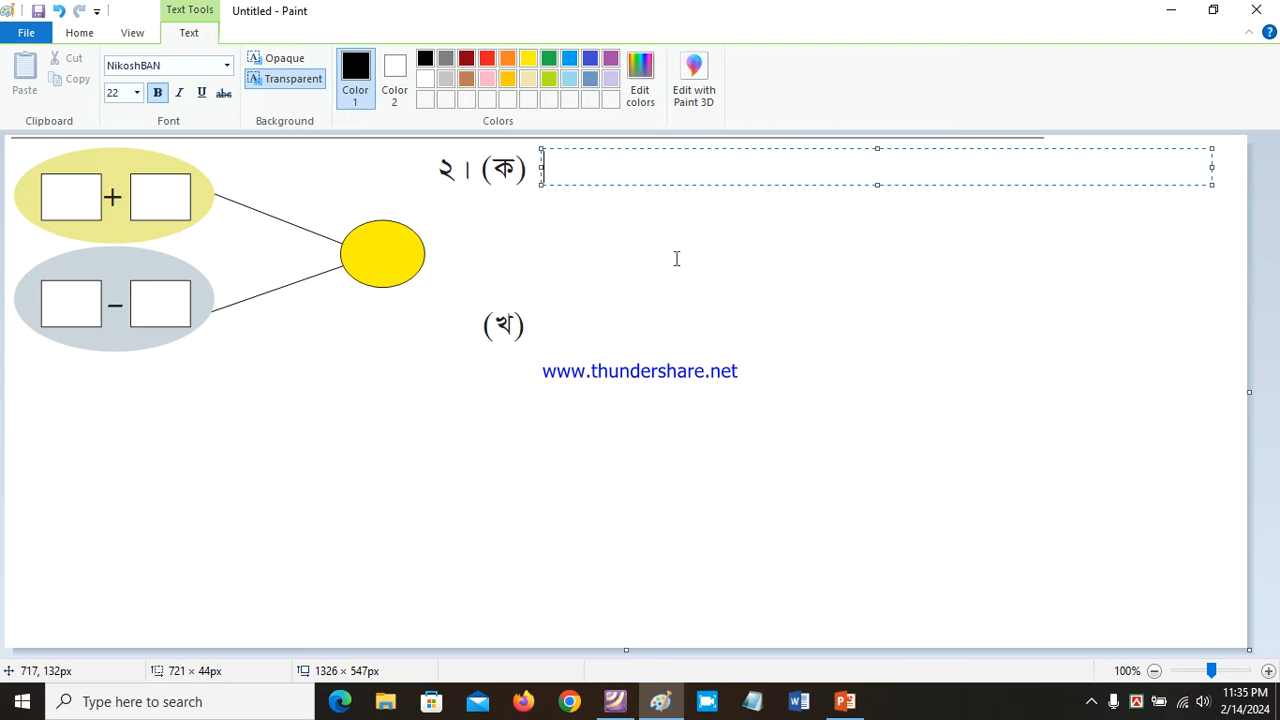 Text Tools
Untitled - Paint
File
Home
View
Text
Paste
Cut
Copy
NikoshBAN
22
B
I
U
abc
Opaque
Transparent
Color 1
Color 2
Edit colors
Edit with Paint 3D
Clipboard
Font
Background
Colors
২। (ক)
+
−
(খ)
www.thundershare.net
717, 132px
721 × 44px
1326 × 547px
100%
Type here to search
11:35 PM
2/14/2024